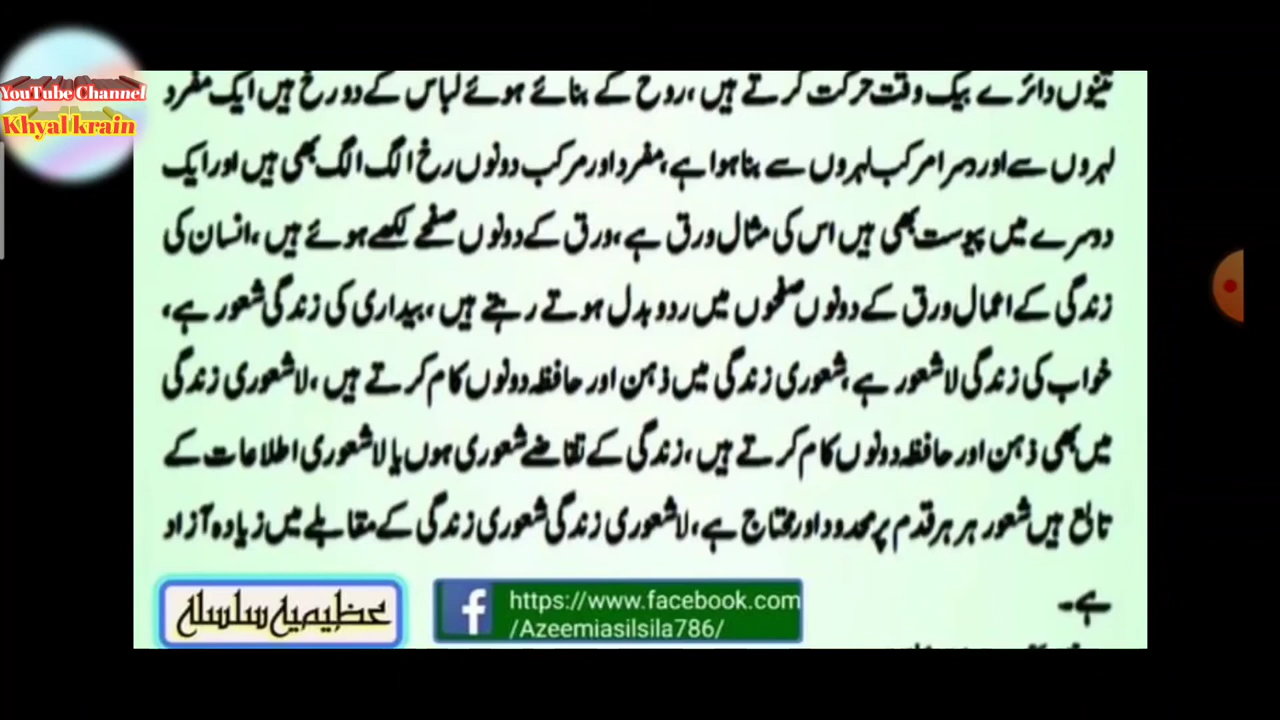 YouTube Channel
Khyal krain
تینوں دائرے بیک وقت حرکت کرتے ہیں، روح کے بنائے ہوئے لباس کے دو رخ ہیں ایک مفرد
لہروں سے اور دسرا مرکب لہروں سے بنا ہوا ہے، مفرد اور مرکب دونوں رخ الگ الگ بھی ہیں اور ایک
دسرے میں پیوست بھی ہیں اس کی مثال ورق ہے، ورق کے دونوں صفحے لکھے ہوئے ہیں، انسان کی
زندگی کے اعمال ورق کے دونوں صفحوں میں ردو بدل ہوتے رہتے ہیں، بیداری کی زندگی شعور ہے،
خواب کی زندگی لاشعور ہے، شعوری زندگی میں ذہن اور حافظہ دونوں کام کرتے ہیں، لاشعوری زندگی
میں بھی ذہن اور حافظہ دونوں کام کرتے ہیں، زندگی کے تقاضے شعوری ہوں یا لاشعوری اطلاعات کے
تابع ہیں شعور ہر ہر قدم پر محدود اور محتاج ہے، لاشعوری زندگی شعوری زندگی کے مقابلے میں زیادہ آزاد
ہے۔
عظیمیہ سلسلہ
https://www.facebook.com
/Azeemiasilsila786/